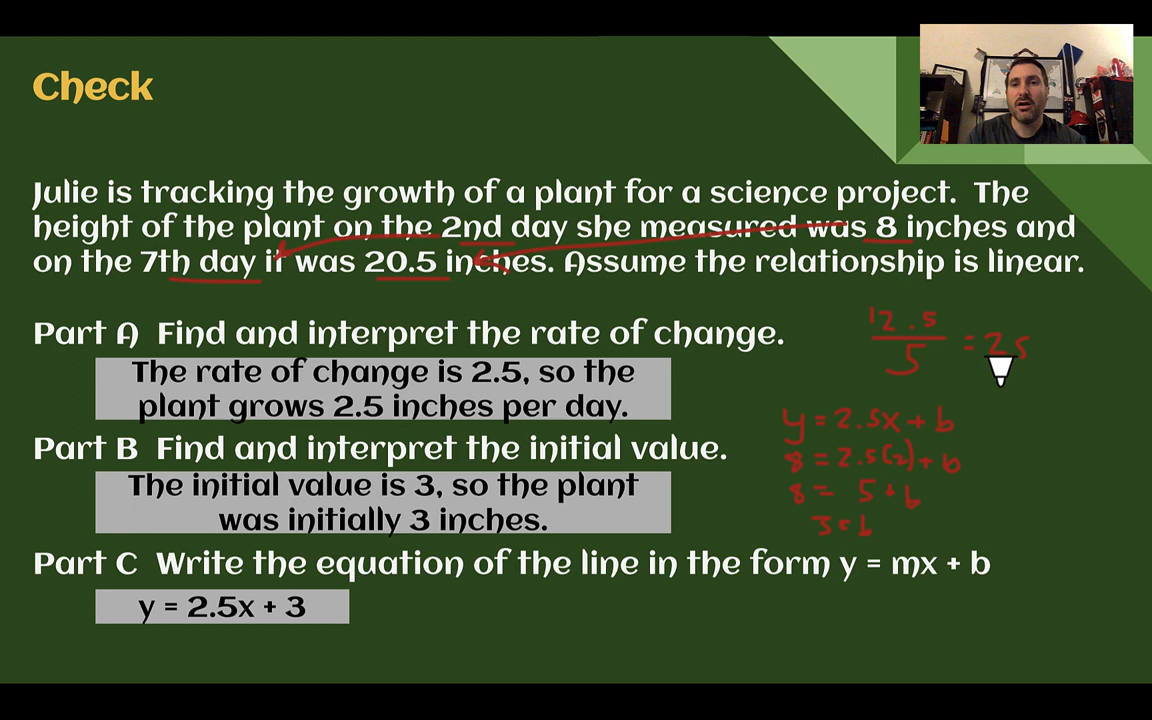 Check
Julie is tracking the growth of a plant for a science project. The
height of the plant on the 2nd day she measured was 8 inches and
on the 7th day it was 20.5 inches. Assume the relationship is linear.
Part A Find and interpret the rate of change.
12.5
5
= 2.5
The rate of change is 2.5, so the
plant grows 2.5 inches per day.
Part B Find and interpret the initial value.
The initial value is 3, so the plant
was initially 3 inches.
y = 2.5x + b
8 = 2.5(2) + b
8 = 5 + b
3 = b
Part C Write the equation of the line in the form y = mx + b
y = 2.5x + 3